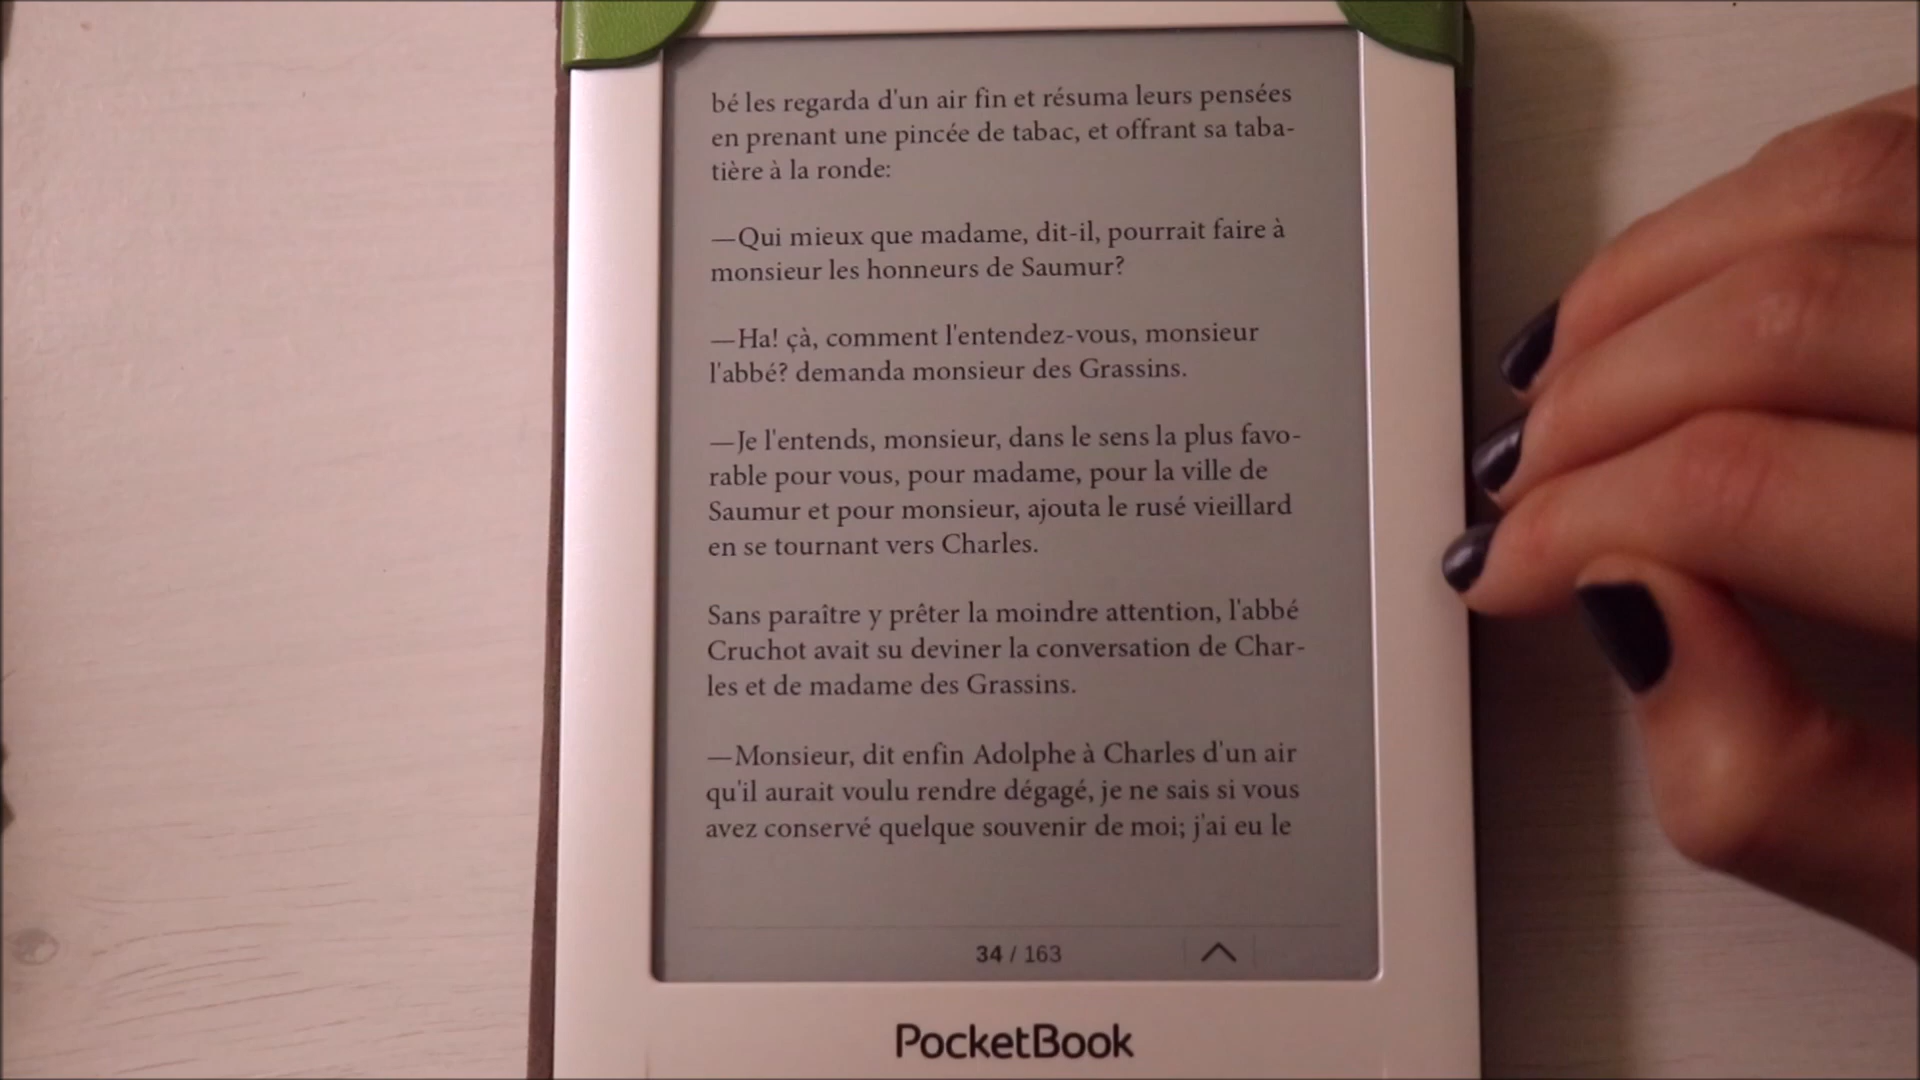 bé les regarda d'un air fin et résuma leurs pensées
en prenant une pincée de tabac, et offrant sa taba-
tière à la ronde:
—Qui mieux que madame, dit-il, pourrait faire à
monsieur les honneurs de Saumur?
—Ha! çà, comment l'entendez-vous, monsieur
l'abbé? demanda monsieur des Grassins.
—Je l'entends, monsieur, dans le sens la plus favo-
rable pour vous, pour madame, pour la ville de
Saumur et pour monsieur, ajouta le rusé vieillard
en se tournant vers Charles.
Sans paraître y prêter la moindre attention, l'abbé
Cruchot avait su deviner la conversation de Char-
les et de madame des Grassins.
—Monsieur, dit enfin Adolphe à Charles d'un air
qu'il aurait voulu rendre dégagé, je ne sais si vous
avez conservé quelque souvenir de moi; j'ai eu le
34 / 163
PocketBook